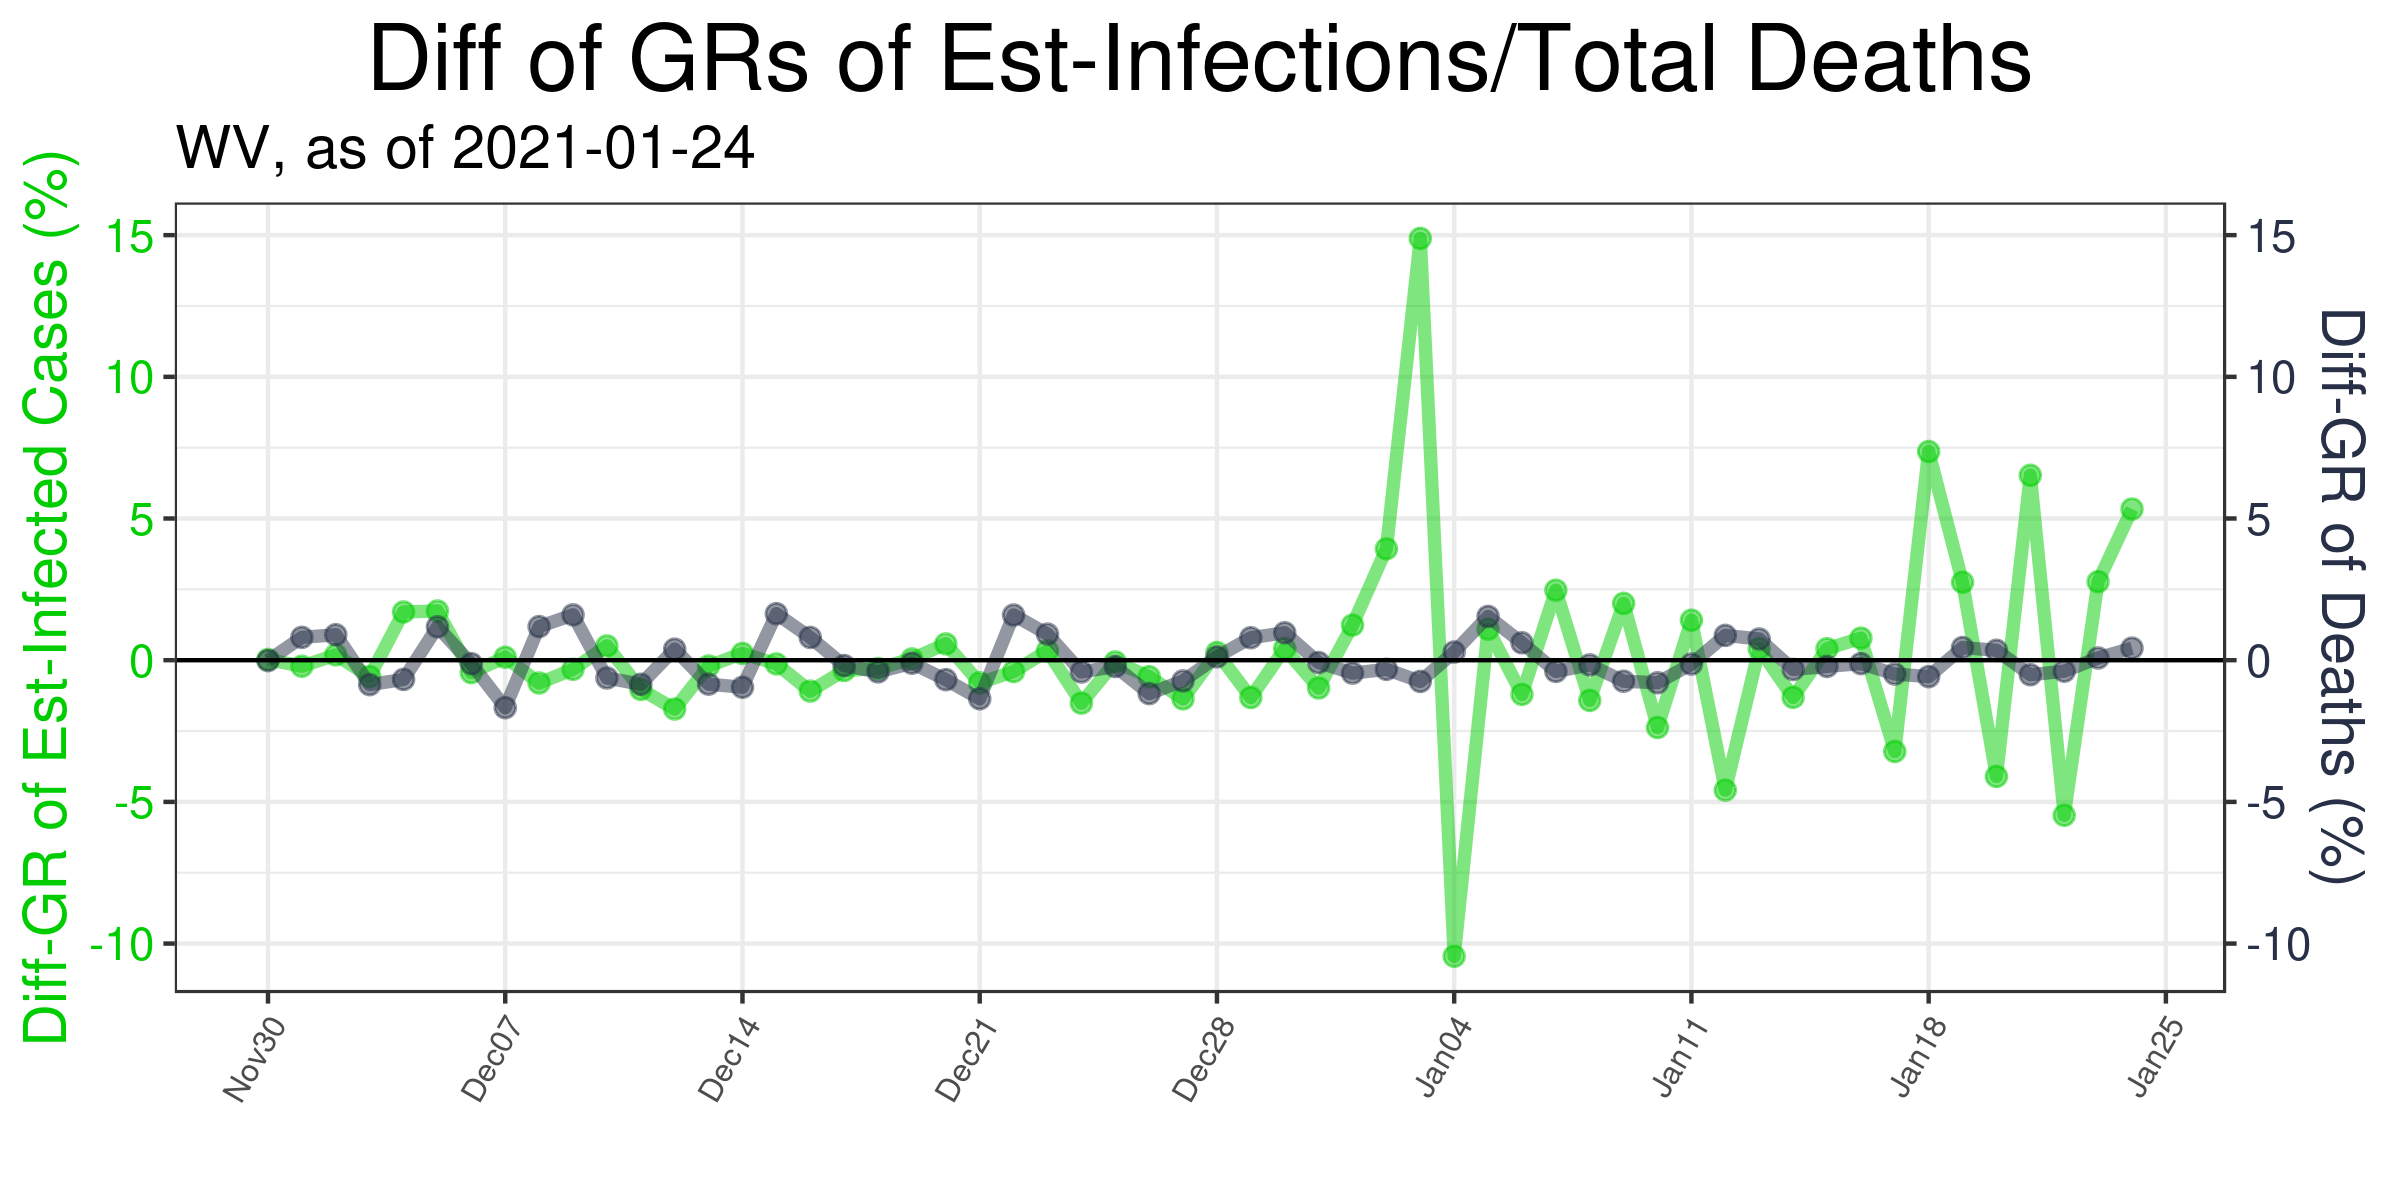 Diff of GRs of Est-Infections/Total Deaths
WV, as of 2021-01-24
Diff-GR of Est-Infected Cases (%)
15
10
5
0
-5
-10
15
10
5
0
-5
-10
Diff-GR of Deaths (%)
Nov30
Dec07
Dec14
Dec21
Dec28
Jan04
Jan11
Jan18
Jan25